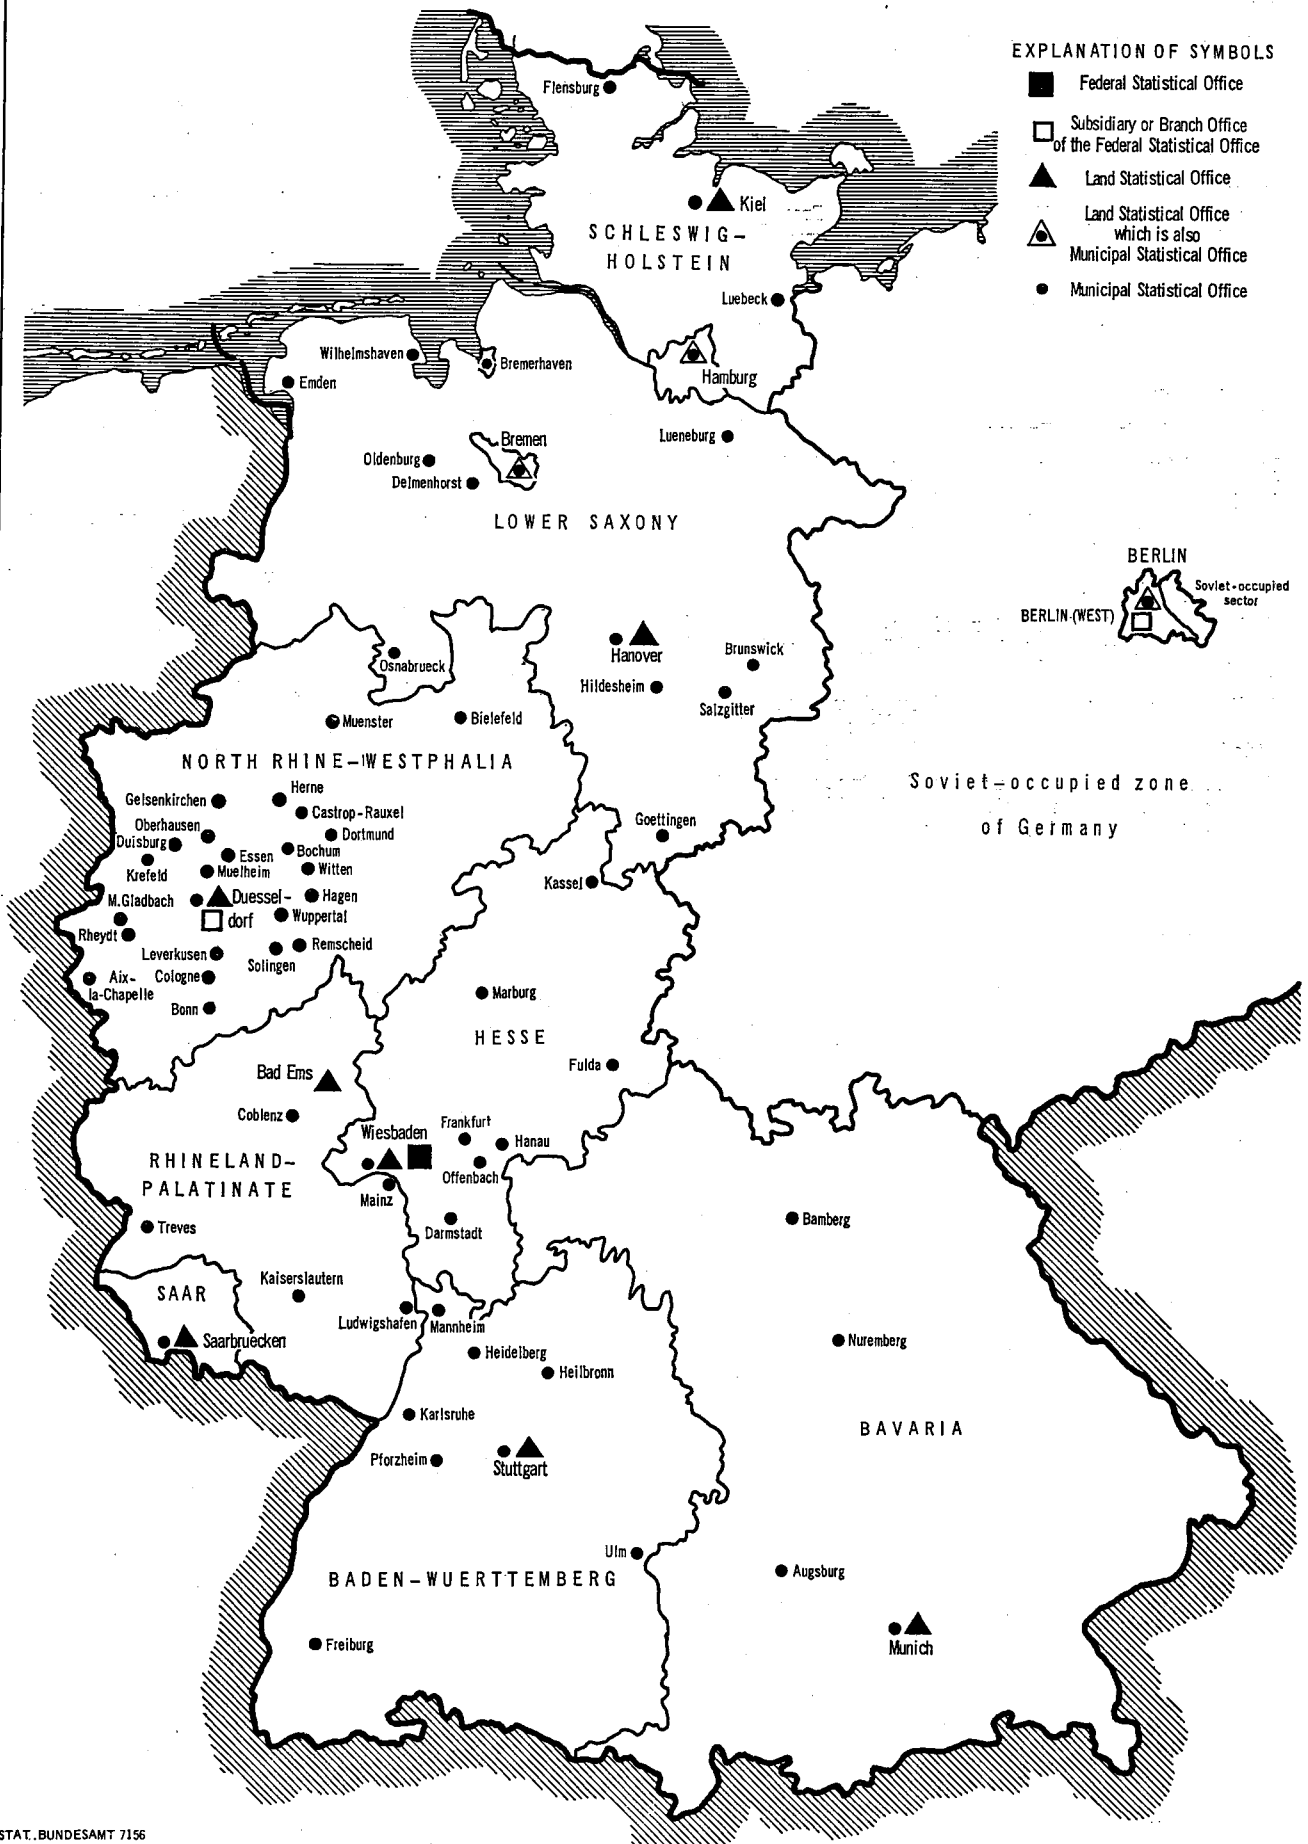 EXPLANATION OF SYMBOLS
Federal Statistical Office
Subsidiary or Branch Office
of the Federal Statistical Office
Land Statistical Office
Land Statistical Office
which is also
Municipal Statistical Office
Municipal Statistical Office
Flensburg
Kiel
SCHLESWIG-
HOLSTEIN
Luebeck
Wilhelmshaven
Bremerhaven
Hamburg
Emden
Lueneburg
Bremen
Oldenburg
Delmenhorst
LOWER SAXONY
BERLIN
Soviet-occupied
sector
BERLIN (WEST)
Hanover
Osnabrueck
Brunswick
Hildesheim
Salzgitter
Muenster
Bielefeld
NORTH RHINE-WESTPHALIA
Soviet-occupied zone
of Germany
Herne
Gelsenkirchen
Castrop-Rauxel
Oberhausen
Dortmund
Goettingen
Duisburg
Bochum
Essen
Krefeld
Muelheim
Witten
Kassel
M.Gladbach
Duessel-
dorf
Hagen
Wuppertal
Rheydt
Leverkusen
Remscheid
Solingen
Aix-
la-Chapelle
Cologne
Bonn
Marburg
HESSE
Fulda
Bad Ems
Coblenz
Frankfurt
Wiesbaden
Hanau
Offenbach
RHINELAND-
PALATINATE
Mainz
Darmstadt
Treves
Bamberg
SAAR
Kaiserslautern
Ludwigshafen
Mannheim
Saarbruecken
Heidelberg
Nuremberg
Heilbronn
Karlsruhe
BAVARIA
Pforzheim
Stuttgart
Ulm
Augsburg
BADEN-WUERTTEMBERG
Freiburg
Munich
STAT. BUNDESAMT 7156